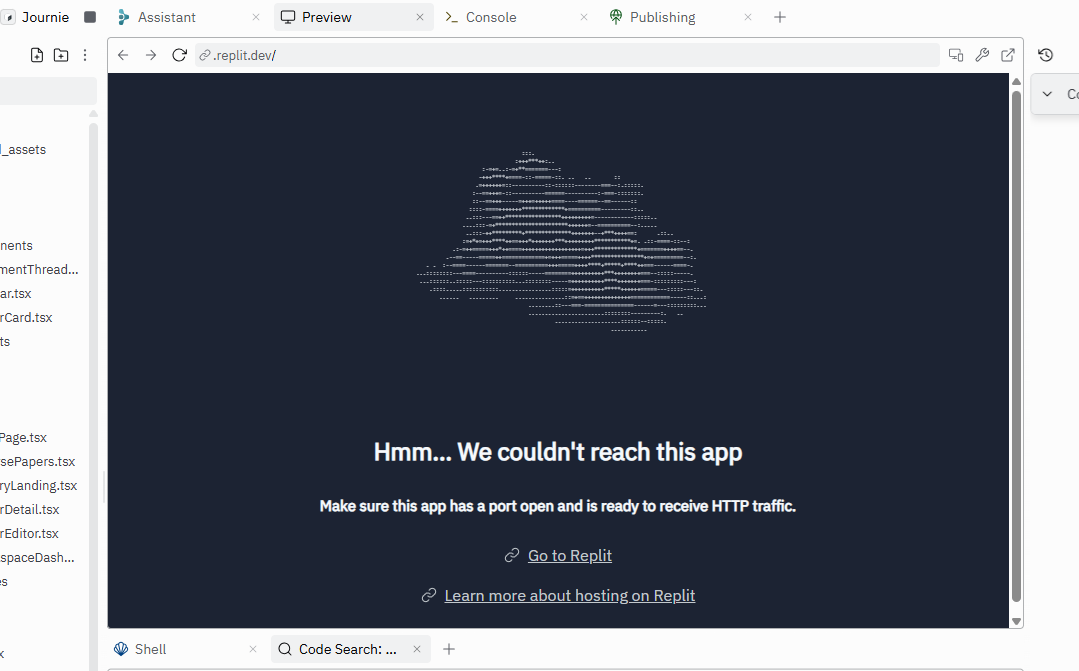 Journie
Assistant
Preview
Console
Publishing
.replit.dev/
_assets
nents
mentThread...
ar.tsx
rCard.tsx
ts
Page.tsx
sePapers.tsx
ryLanding.tsx
rDetail.tsx
rEditor.tsx
spaceDash...
es
x
Hmm... We couldn't reach this app
Make sure this app has a port open and is ready to receive HTTP traffic.
Go to Replit
Learn more about hosting on Replit
Shell
Code Search: ...